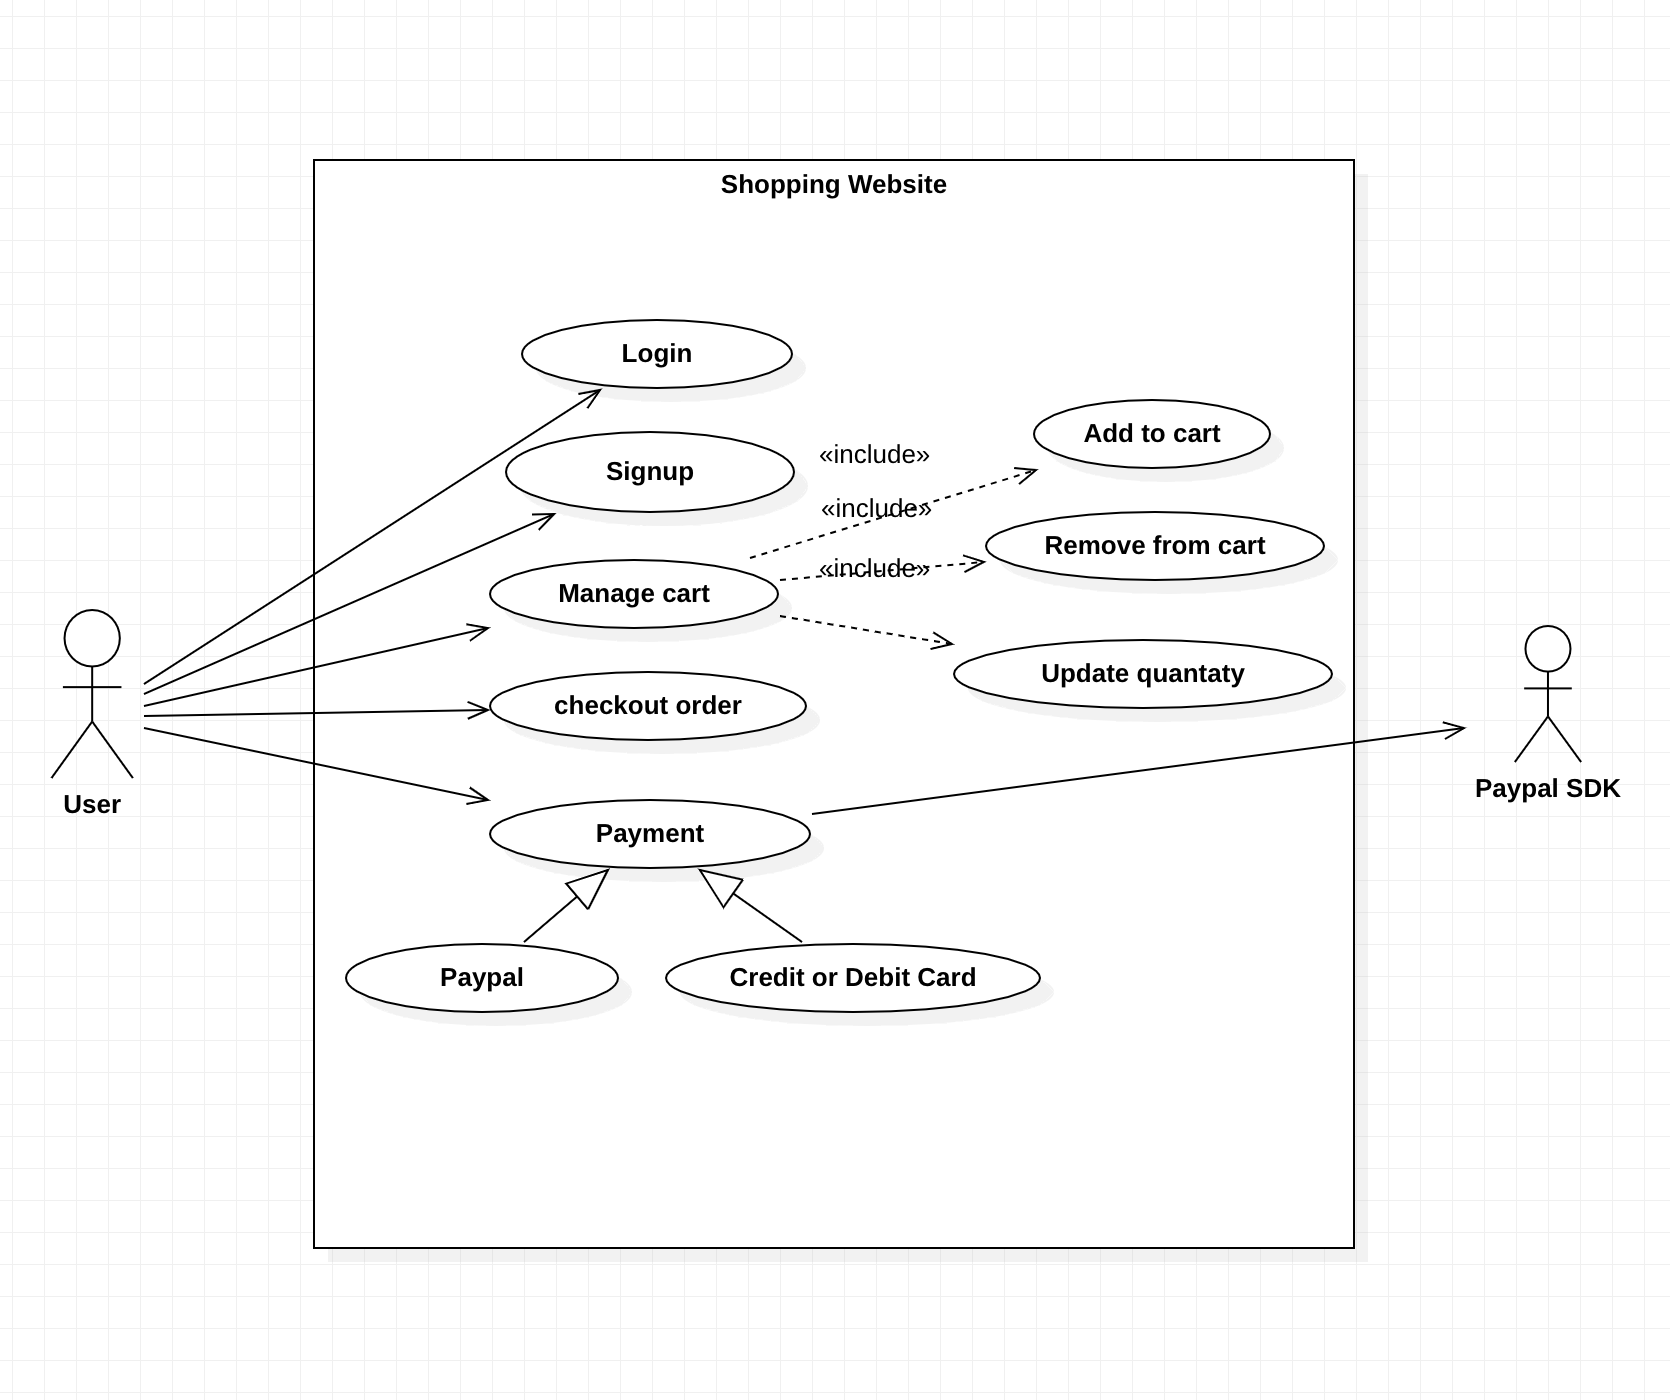 Shopping Website
Login
Signup
«include»
Add to cart
«include»
Remove from cart
«include»
Manage cart
Update quantaty
checkout order
User
Paypal SDK
Payment
Paypal
Credit or Debit Card